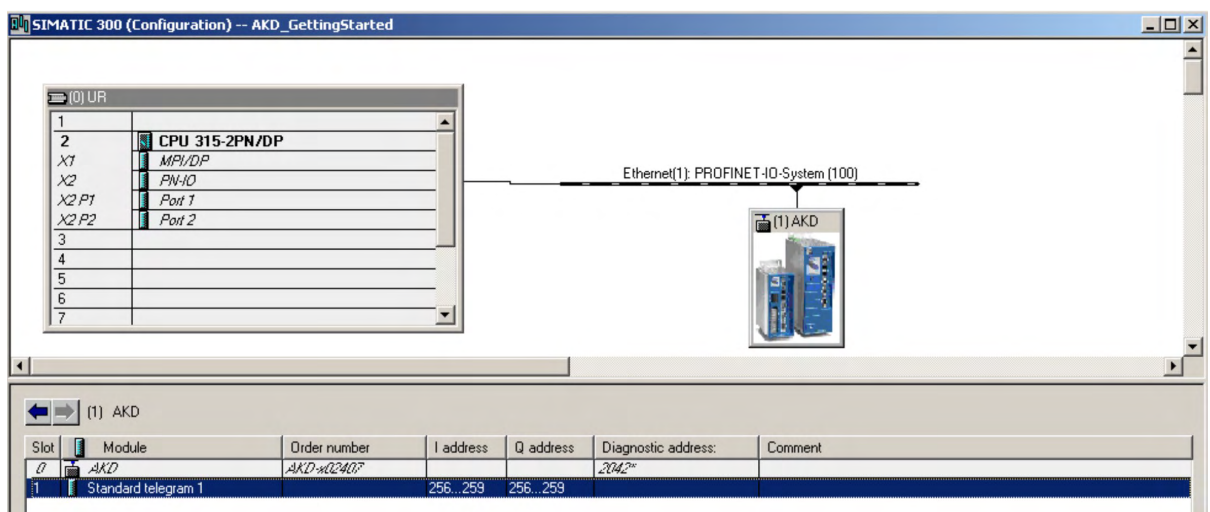 SIMATIC 300 (Configuration) -- AKD_GettingStarted
(0) UR
1
2 CPU 315-2PN/DP
X1 MPI/DP
X2 PN-IO
X2 P1 Port 1
X2 P2 Port 2
3
4
5
6
7
Ethernet(1): PROFINET-IO-System (100)
(1) AKD
(1) AKD
Slot Module Order number I address Q address Diagnostic address: Comment
0 AKD AKD-x02407 2042*
1 Standard telegram 1 256...259 256...259